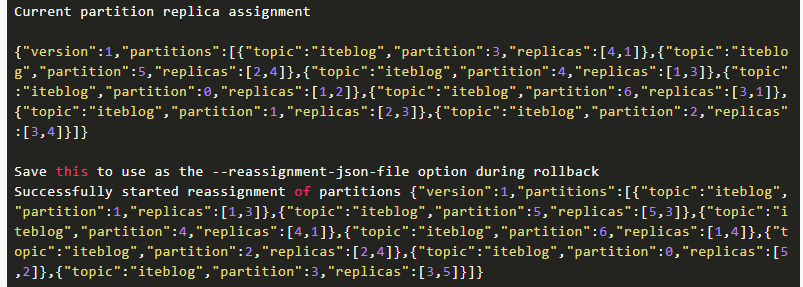 Current partition replica assignment
{"version":1,"partitions":[{"topic":"iteblog","partition":3,"replicas":[4,1]},{"topic":"iteblo
g","partition":5,"replicas":[2,4]},{"topic":"iteblog","partition":4,"replicas":[1,3]},{"topic"
:"iteblog","partition":0,"replicas":[1,2]},{"topic":"iteblog","partition":6,"replicas":[3,1]},
{"topic":"iteblog","partition":1,"replicas":[2,3]},{"topic":"iteblog","partition":2,"replicas"
:[3,4]}]}
Save this to use as the --reassignment-json-file option during rollback
Successfully started reassignment of partitions {"version":1,"partitions":[{"topic":"iteblog",
"partition":1,"replicas":[1,3]},{"topic":"iteblog","partition":5,"replicas":[5,3]},{"topic":"i
teblog","partition":4,"replicas":[4,1]},{"topic":"iteblog","partition":6,"replicas":[1,4]},{"t
opic":"iteblog","partition":2,"replicas":[2,4]},{"topic":"iteblog","partition":0,"replicas":[5
,2]},{"topic":"iteblog","partition":3,"replicas":[3,5]}]}